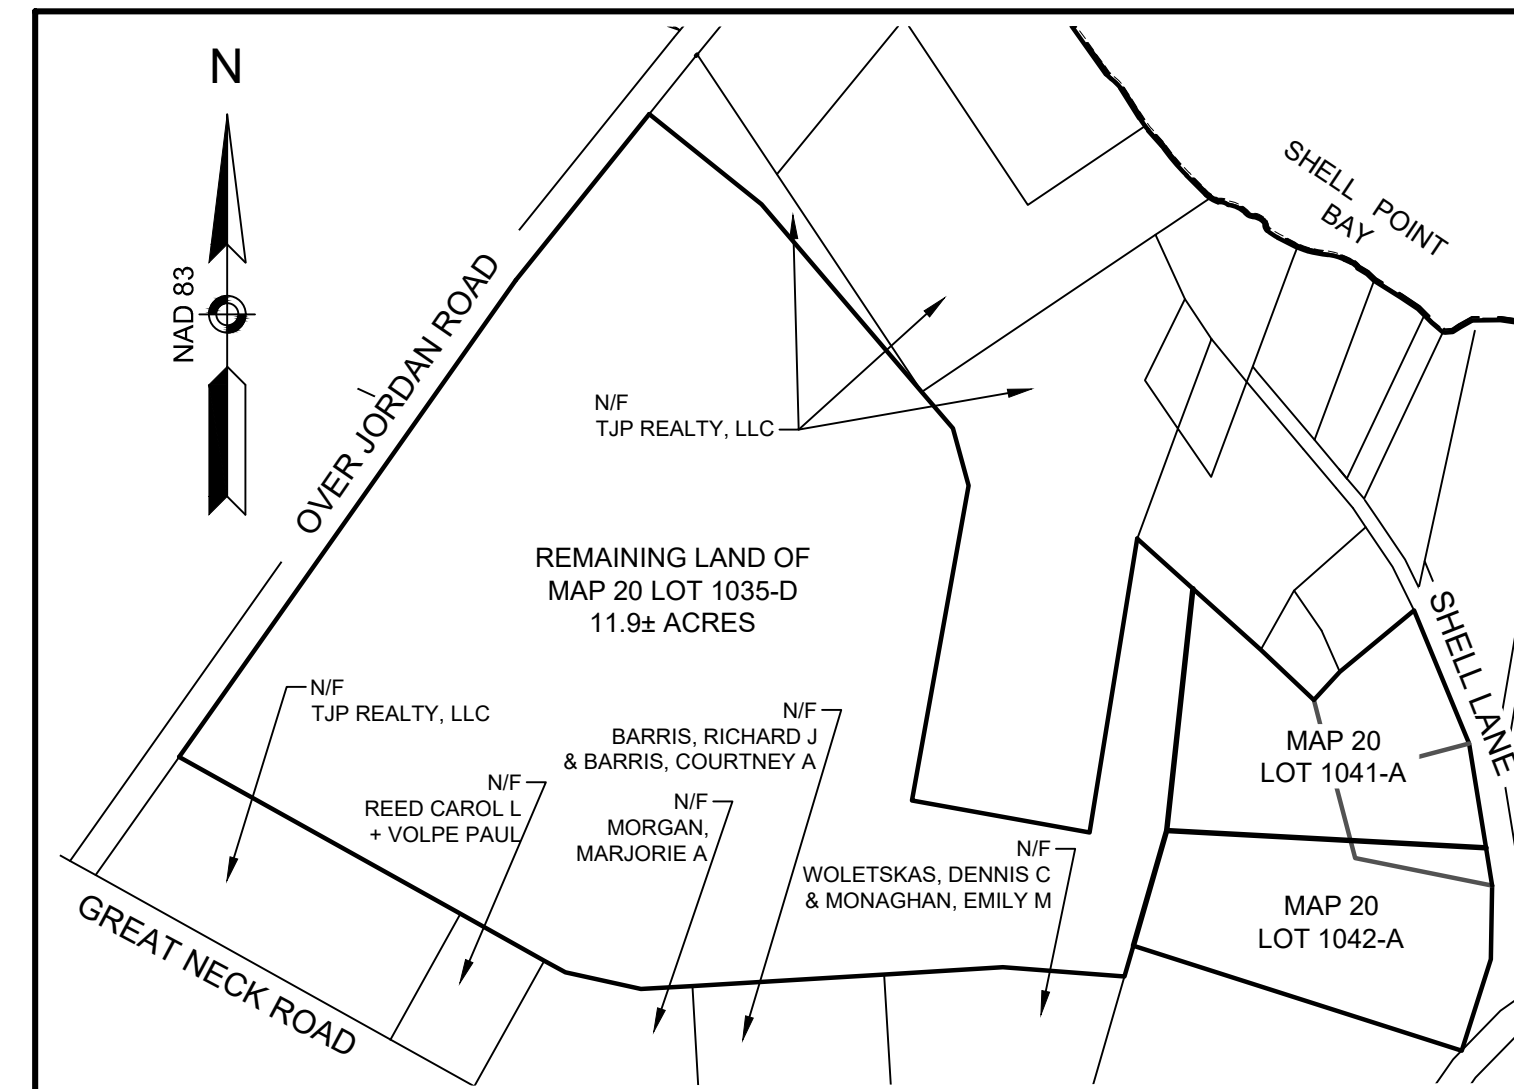 N
NAD 83
OVER JORDAN ROAD
SHELL POINT
BAY
N/F
TJP REALTY, LLC
REMAINING LAND OF
MAP 20 LOT 1035-D
11.9± ACRES
SHELL LANE
N/F
TJP REALTY, LLC
N/F
REED CAROL L
+ VOLPE PAUL
N/F
MORGAN,
MARJORIE A
N/F
BARRIS, RICHARD J
& BARRIS, COURTNEY A
N/F
WOLETSKAS, DENNIS C
& MONAGHAN, EMILY M
MAP 20
LOT 1041-A
MAP 20
LOT 1042-A
GREAT NECK ROAD